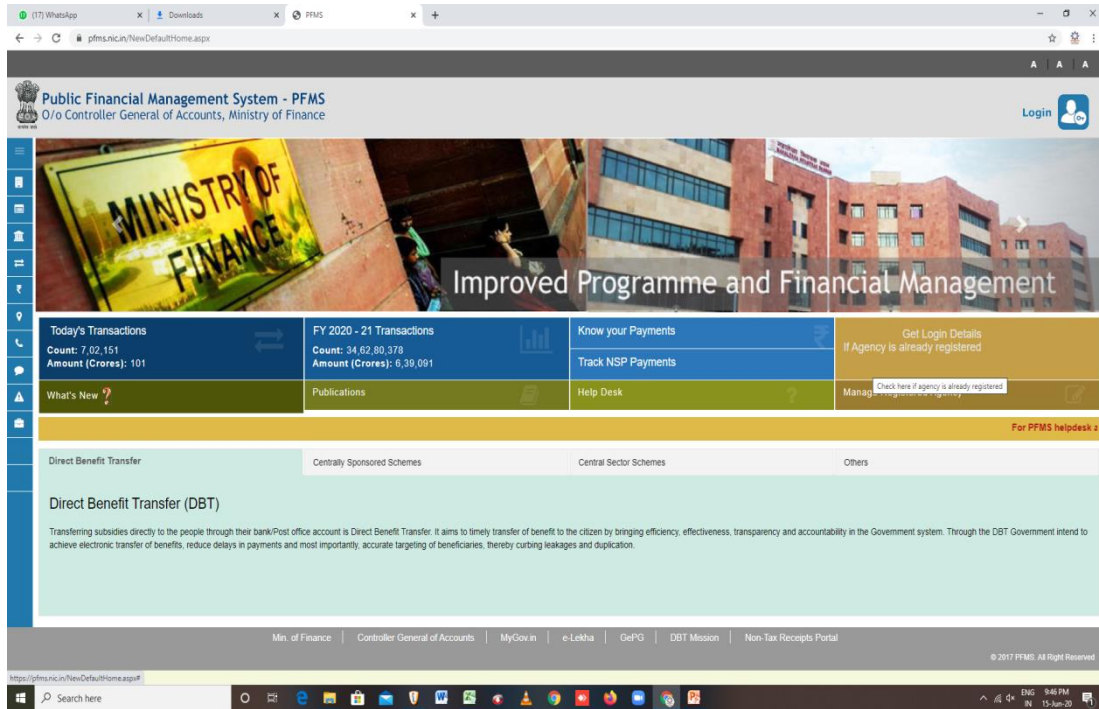 (17) WhatsApp
Downloads
PFMS
pfms.nic.in/NewDefaultHome.aspx
A | A | A
Public Financial Management System - PFMS
O/o Controller General of Accounts, Ministry of Finance
Login
MINISTRY OF
FINANCE
Improved Programme and Financial Management
Today's Transactions
Count: 7,02,151
Amount (Crores): 101
FY 2020 - 21 Transactions
Count: 34,62,80,378
Amount (Crores): 6,39,091
Know your Payments
Track NSP Payments
Get Login Details
If Agency is already registered
Check here if agency is already registered
What's New ?
Publications
Help Desk
Manage Registered Agency
For PFMS helpdesk
Direct Benefit Transfer
Centrally Sponsored Schemes
Central Sector Schemes
Others
Direct Benefit Transfer (DBT)
Transferring subsidies directly to the people through their bank/Post office account is Direct Benefit Transfer. It aims to timely transfer of benefit to the citizen by bringing efficiency, effectiveness, transparency and accountability in the Government system. Through the DBT Government intend to
achieve electronic transfer of benefits, reduce delays in payments and most importantly, accurate targeting of beneficiaries, thereby curbing leakages and duplication.
Min. of Finance | Controller General of Accounts | MyGov.in | e-Lekha | GePG | DBT Mission | Non-Tax Receipts Portal
© 2017 PFMS. All Right Reserved
https://pfms.nic.in/NewDefaultHome.aspx#
Search here
ENG 9:46 PM
IN 15-Jun-20